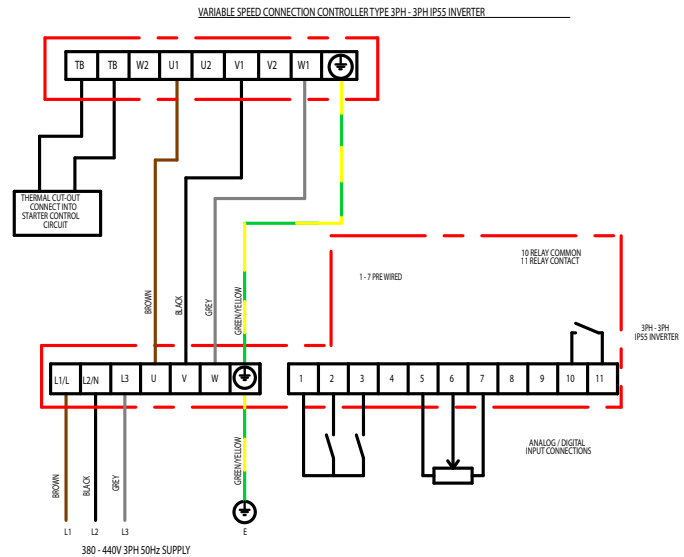 VARIABLE SPEED CONNECTION CONTROLLER TYPE 3PH - 3PH IP55 INVERTER
TB TB W2 U1 U2 V1 V2 W1
THERMAL CUT-OUT
CONNECT INTO
STARTER CONTROL
CIRCUIT
10 RELAY COMMON
11 RELAY CONTACT
1 - 7 PRE WIRED
BROWN
BLACK
GREY
GREEN/YELLOW
3PH - 3PH
IP55 INVERTER
L1/L L2/N L3 U V W
1 2 3 4 5 6 7 8 9 10 11
ANALOG / DIGITAL
INPUT CONNECTIONS
BROWN
BLACK
GREY
GREEN/YELLOW
L1 L2 L3 E
380 - 440V 3PH 50Hz SUPPLY